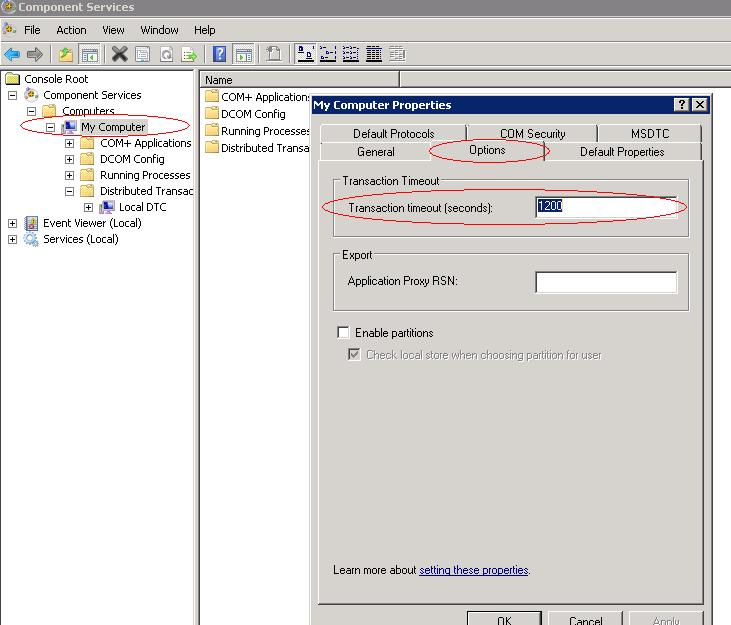 Component Services
File Action View Window Help
Console Root
Component Services
Computers
My Computer
COM+ Applications
DCOM Config
Running Processes
Distributed Transac
Local DTC
Event Viewer (Local)
Services (Local)
Name
COM+ Applications
DCOM Config
Running Processes
Distributed Transa
My Computer Properties
Default Protocols COM Security MSDTC
General Options Default Properties
Transaction Timeout
Transaction timeout (seconds): 1200
Export
Application Proxy RSN:
Enable partitions
Check local store when choosing partition for user
Learn more about setting these properties.
OK Cancel Apply